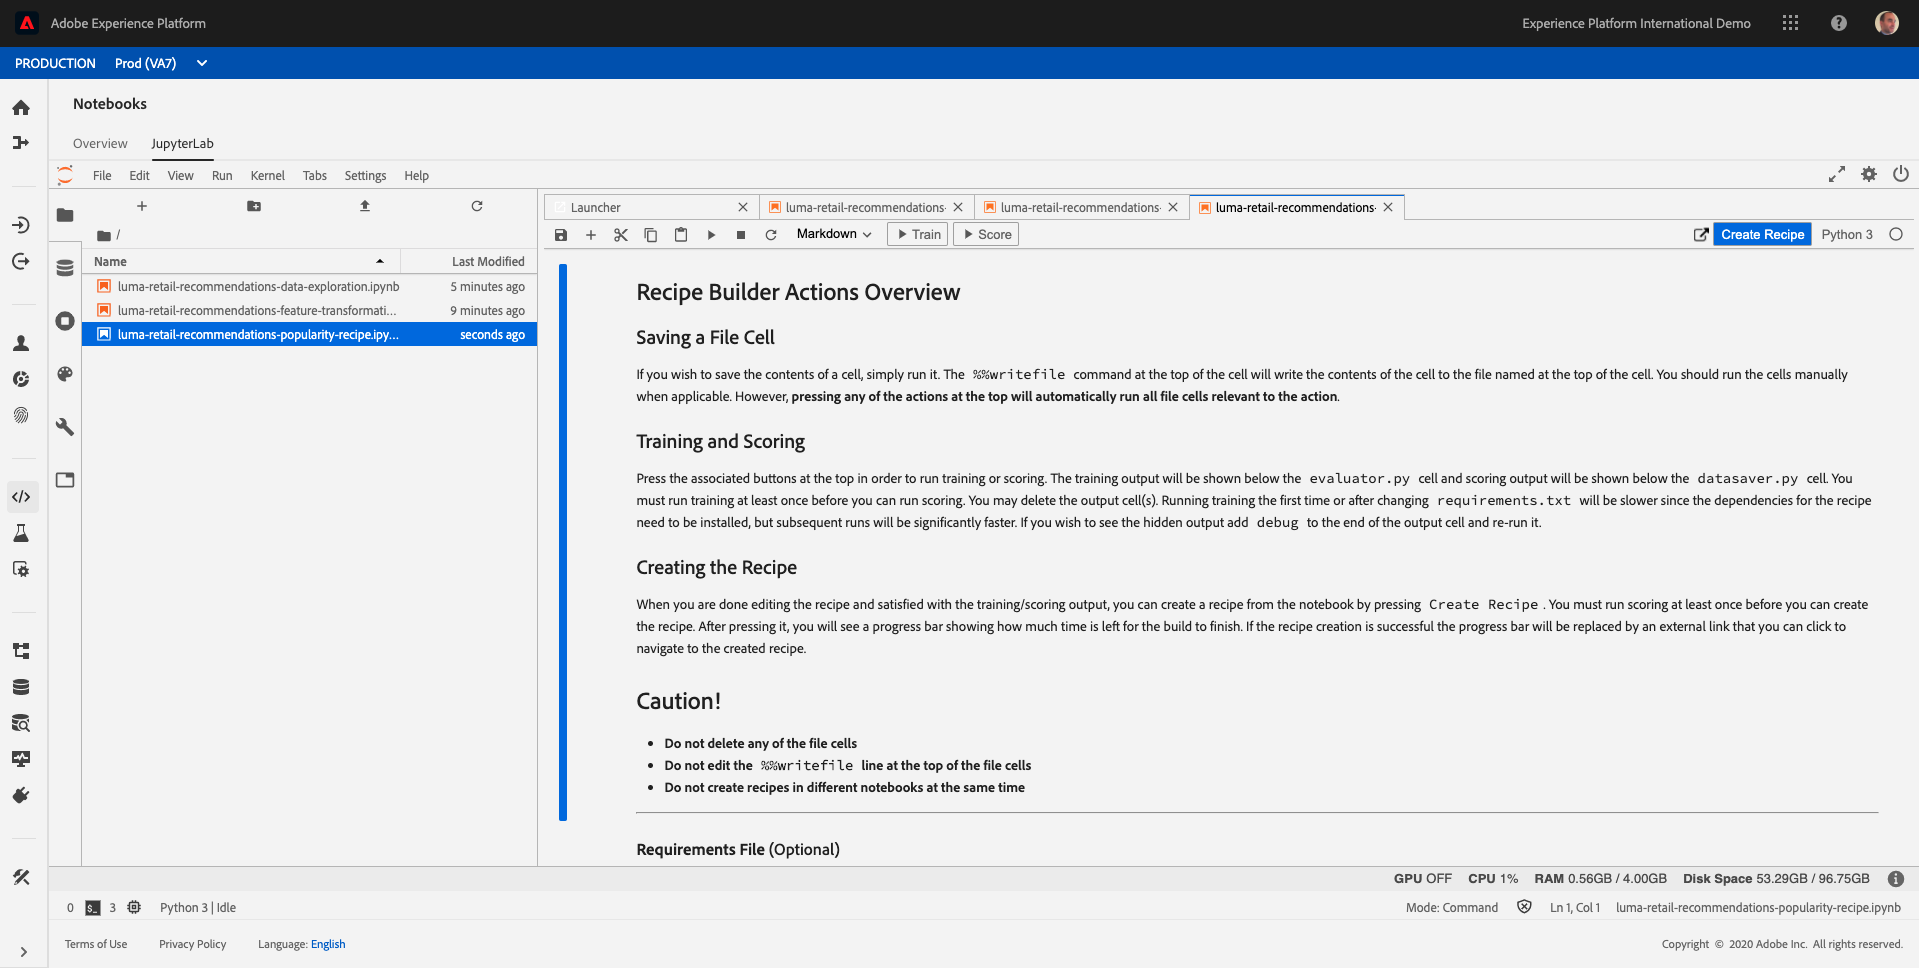 Adobe Experience Platform
Experience Platform International Demo
PRODUCTION Prod (VA7)
Notebooks
Overview JupyterLab
File Edit View Run Kernel Tabs Settings Help
Launcher luma-retail-recommendations- luma-retail-recommendations- luma-retail-recommendations-
/
Markdown Train Score Create Recipe Python 3
Name Last Modified
luma-retail-recommendations-data-exploration.ipynb 5 minutes ago
luma-retail-recommendations-feature-transformati... 9 minutes ago
luma-retail-recommendations-popularity-recipe.ipy... seconds ago
Recipe Builder Actions Overview
Saving a File Cell
If you wish to save the contents of a cell, simply run it. The %%writefile command at the top of the cell will write the contents of the cell to the file named at the top of the cell. You should run the cells manually
when applicable. However, pressing any of the actions at the top will automatically run all file cells relevant to the action.
Training and Scoring
Press the associated buttons at the top in order to run training or scoring. The training output will be shown below the evaluator.py cell and scoring output will be shown below the datasaver.py cell. You
must run training at least once before you can run scoring. You may delete the output cell(s). Running training the first time or after changing requirements.txt will be slower since the dependencies for the recipe
need to be installed, but subsequent runs will be significantly faster. If you wish to see the hidden output add debug to the end of the output cell and re-run it.
Creating the Recipe
When you are done editing the recipe and satisfied with the training/scoring output, you can create a recipe from the notebook by pressing Create Recipe. You must run scoring at least once before you can create
the recipe. After pressing it, you will see a progress bar showing how much time is left for the build to finish. If the recipe creation is successful the progress bar will be replaced by an external link that you can click to
navigate to the created recipe.
Caution!
• Do not delete any of the file cells
• Do not edit the %%writefile line at the top of the file cells
• Do not create recipes in different notebooks at the same time
Requirements File (Optional)
GPU OFF CPU 1% RAM 0.56GB / 4.00GB Disk Space 53.29GB / 96.75GB
0 $_ 3 Python 3 | Idle Mode: Command Ln 1, Col 1 luma-retail-recommendations-popularity-recipe.ipynb
Terms of Use Privacy Policy Language: English Copyright © 2020 Adobe Inc. All rights reserved.